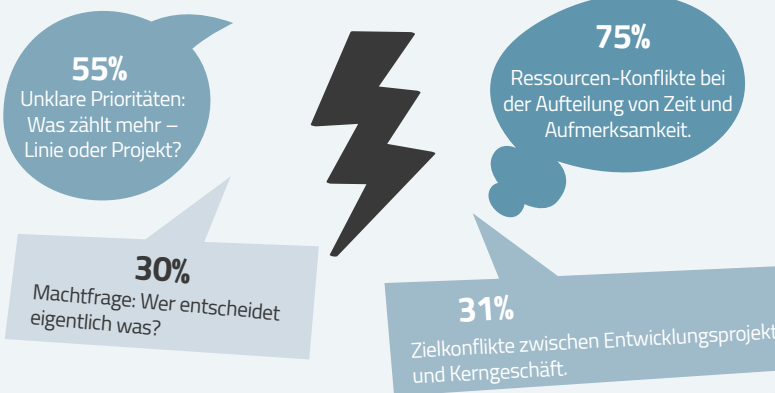 55%
Unklare Prioritäten:
Was zählt mehr –
Linie oder Projekt?
75%
Ressourcen-Konflikte bei
der Aufteilung von Zeit und
Aufmerksamkeit.
30%
Machtfrage: Wer entscheidet
eigentlich was?
31%
Zielkonflikte zwischen Entwicklungsprojekt
und Kerngeschäft.